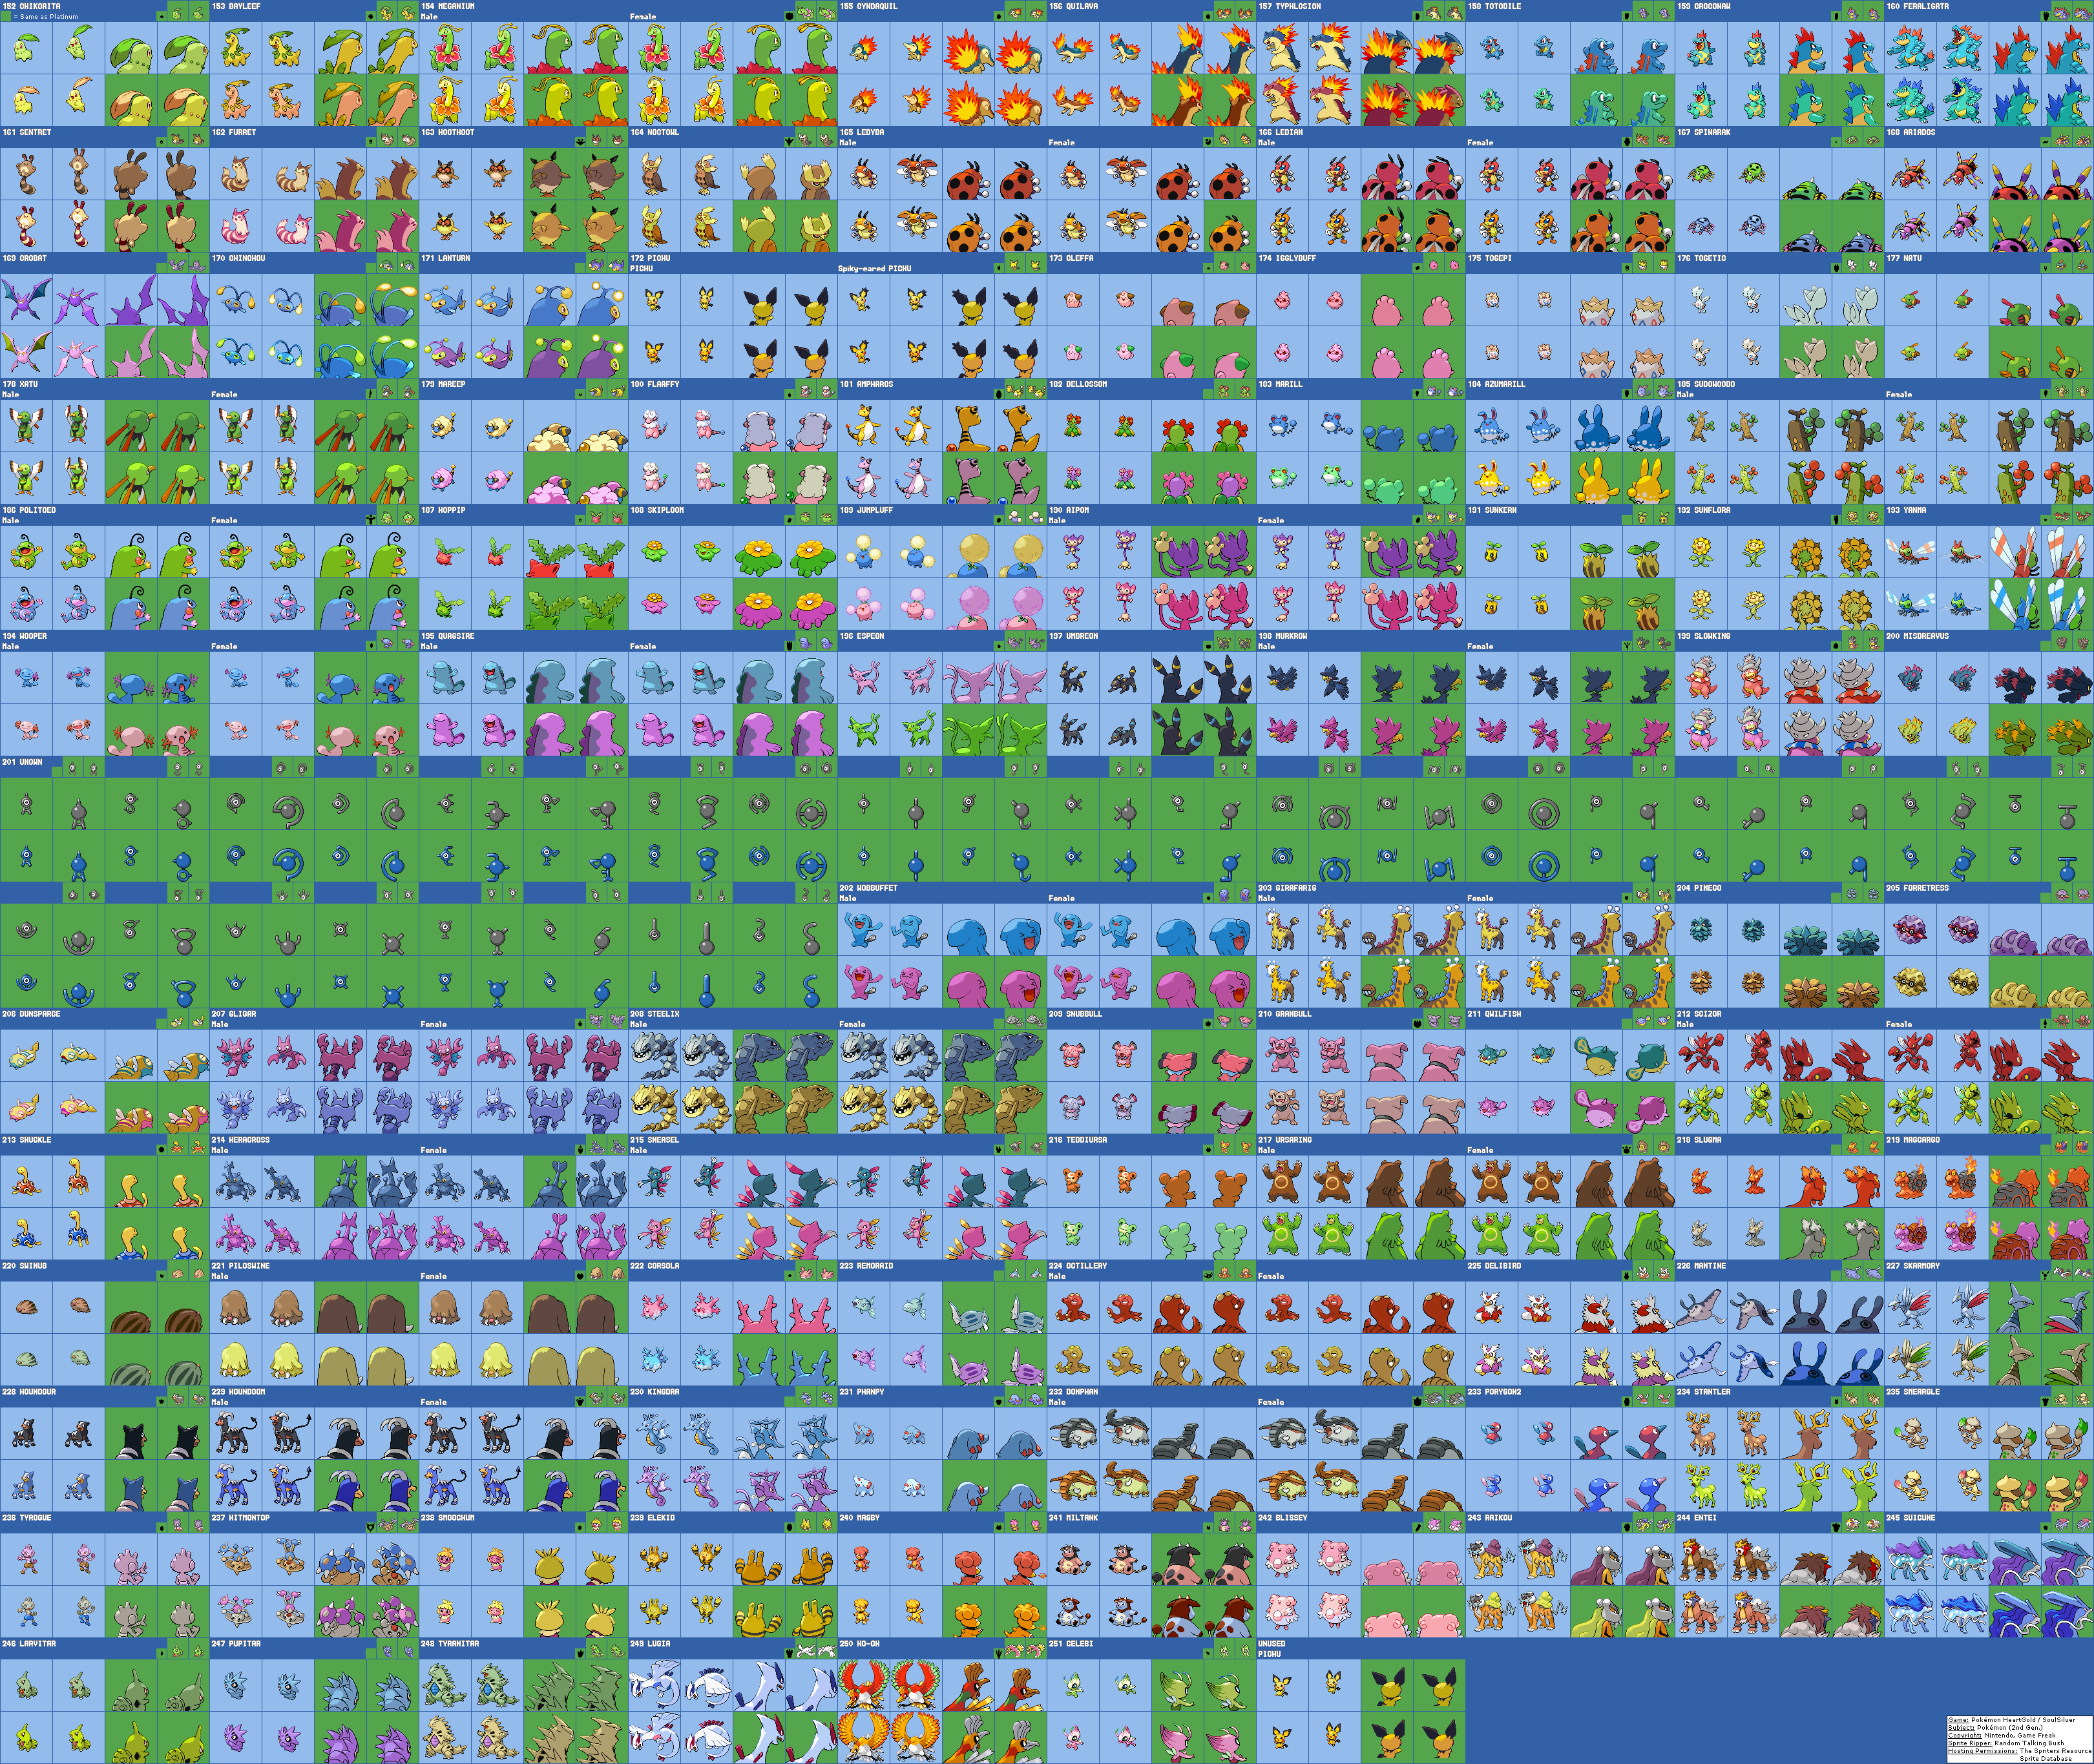 152 CHIKORITA
= Same as Platinum
153 BAYLEEF
154 MEGANIUM
Male
Female
155 CYNDAQUIL
156 QUILAVA
157 TYPHLOSION
158 TOTODILE
159 CROCONAW
160 FERALIGATR
161 SENTRET
162 FURRET
163 HOOTHOOT
164 NOCTOWL
165 LEDYBA
Male
Female
166 LEDIAN
Male
Female
167 SPINARAK
168 ARIADOS
169 CROBAT
170 CHINCHOU
171 LANTURN
172 PICHU
PICHU
Spiky-eared PICHU
173 CLEFFA
174 IGGLYBUFF
175 TOGEPI
176 TOGETIC
177 NATU
178 XATU
Male
Female
179 MAREEP
180 FLAAFFY
181 AMPHAROS
182 BELLOSSOM
183 MARILL
184 AZUMARILL
185 SUDOWOODO
Male
Female
186 POLITOED
Male
Female
187 HOPPIP
188 SKIPLOOM
189 JUMPLUFF
190 AIPOM
Male
Female
191 SUNKERN
192 SUNFLORA
193 YANMA
194 WOOPER
Male
Female
195 QUAGSIRE
Male
Female
196 ESPEON
197 UMBREON
198 MURKROW
Male
Female
199 SLOWKING
200 MISDREAVUS
201 UNOWN
202 WOBBUFFET
Male
Female
203 GIRAFARIG
Male
Female
204 PINECO
205 FORRETRESS
206 DUNSPARCE
207 GLIGAR
Male
Female
208 STEELIX
Male
Female
209 SNUBBULL
210 GRANBULL
211 QWILFISH
212 SCIZOR
Male
Female
213 SHUCKLE
214 HERACROSS
Male
Female
215 SNEASEL
Male
Female
216 TEDDIURSA
217 URSARING
Male
Female
218 SLUGMA
219 MAGCARGO
220 SWINUB
221 PILOSWINE
Male
Female
222 CORSOLA
223 REMORAID
224 OCTILLERY
Male
Female
225 DELIBIRD
226 MANTINE
227 SKARMORY
228 HOUNDOUR
229 HOUNDOOM
Male
Female
230 KINGDRA
231 PHANPY
232 DONPHAN
Male
Female
233 PORYGON2
234 STANTLER
235 SMEARGLE
236 TYROGUE
237 HITMONTOP
238 SMOOCHUM
239 ELEKID
240 MAGBY
241 MILTANK
242 BLISSEY
243 RAIKOU
244 ENTEI
245 SUICUNE
246 LARVITAR
247 PUPITAR
248 TYRANITAR
249 LUGIA
250 HO-OH
251 CELEBI
UNUSED
PICHU
Game: Pokémon HeartGold / SoulSilver
Subject: Pokémon (2nd Gen.)
Copyright: Nintendo, Game Freak
Sprite Ripper: Random Talking Bush
Hosting Permissions: The Spriters Resource
Sprite Database